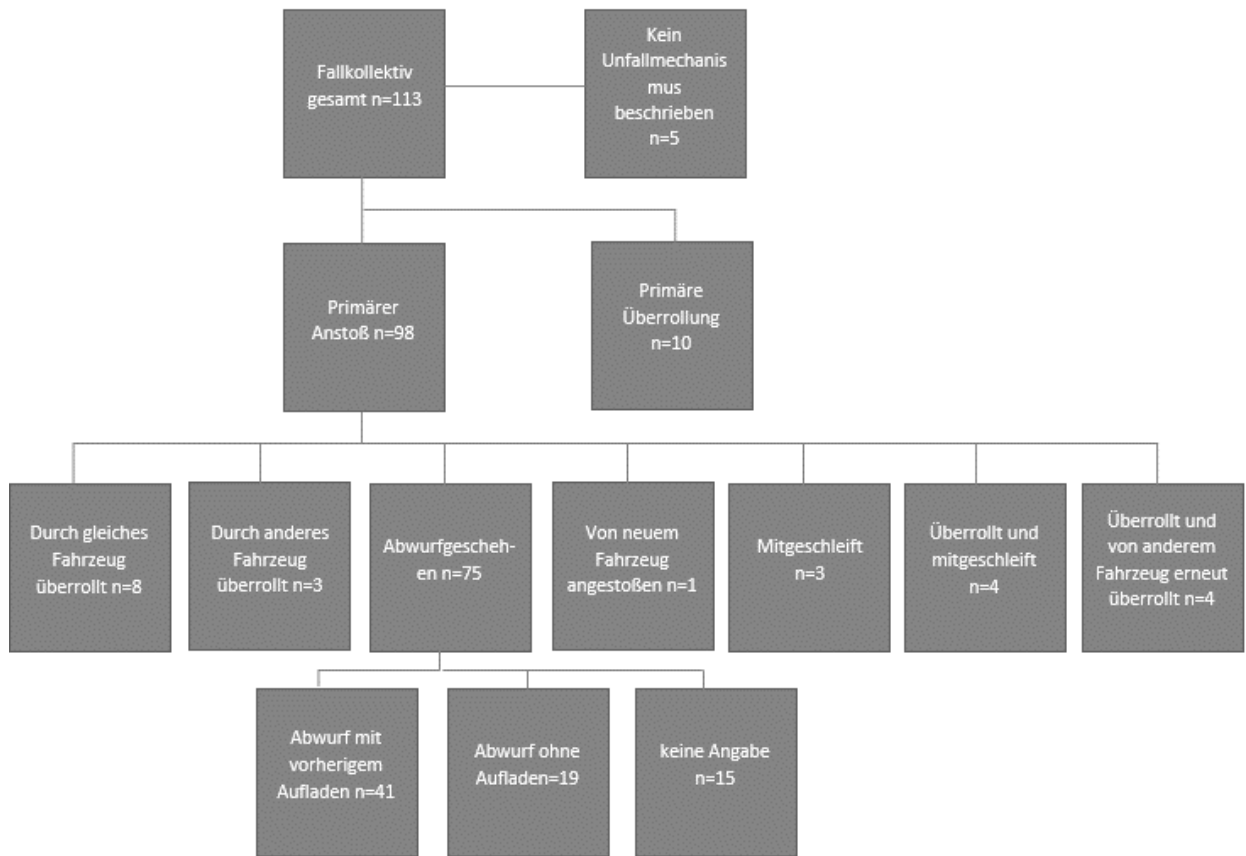 Fallkollektiv
gesamt n=113
Kein
Unfallmechanis
mus
beschrieben
n=5
Primärer
Anstoß n=98
Primäre
Überrollung
n=10
Durch gleiches
Fahrzeug
überrollt n=8
Durch anderes
Fahrzeug
überrollt n=3
Abwurfgescheh-
en n=75
Von neuem
Fahrzeug
angestoßen n=1
Mitgeschleift
n=3
Überrollt und
mitgeschleift
n=4
Überrollt und
von anderem
Fahrzeug erneut
überrollt n=4
Abwurf mit
vorherigem
Aufladen n=41
Abwurf ohne
Aufladen=19
keine Angabe
n=15